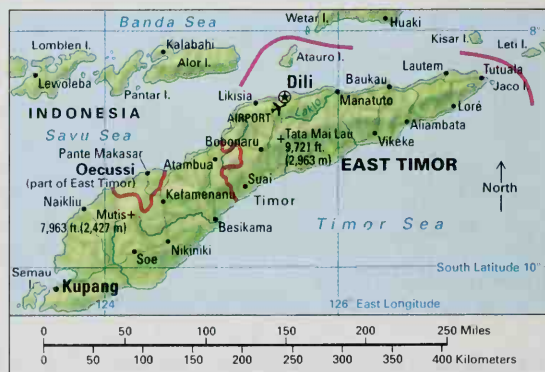 Banda Sea
Wetar I.
Huaki
8°
Kisar I.
Leti I.
Lomblen I.
Kalabahi
Alor I.
Atauro I.
Lewoleba
Pantar I.
Dili
Baukau
Lautem
Tutuala
Jaco I.
INDONESIA
Likisia
AIRPORT
Laklo
Manatuto
Loré
Savu Sea
Bobonaru
Tata Mai Lau
9,721 ft.
(2,963 m)
Aliambata
Vikeke
Pante Makasar
Oecussi
(part of East Timor)
Atambua
EAST TIMOR
Suai
North
Naikliu
Kefamenanu
Timor
Mutis
7,963 ft.(2,427 m)
Besikama
Timor Sea
Nikiniki
Soe
Semau I.
Kupang
South Latitude 10°
124
126 East Longitude
0 50 100 150 200 250 Miles
0 50 100 150 200 250 300 350 400 Kilometers